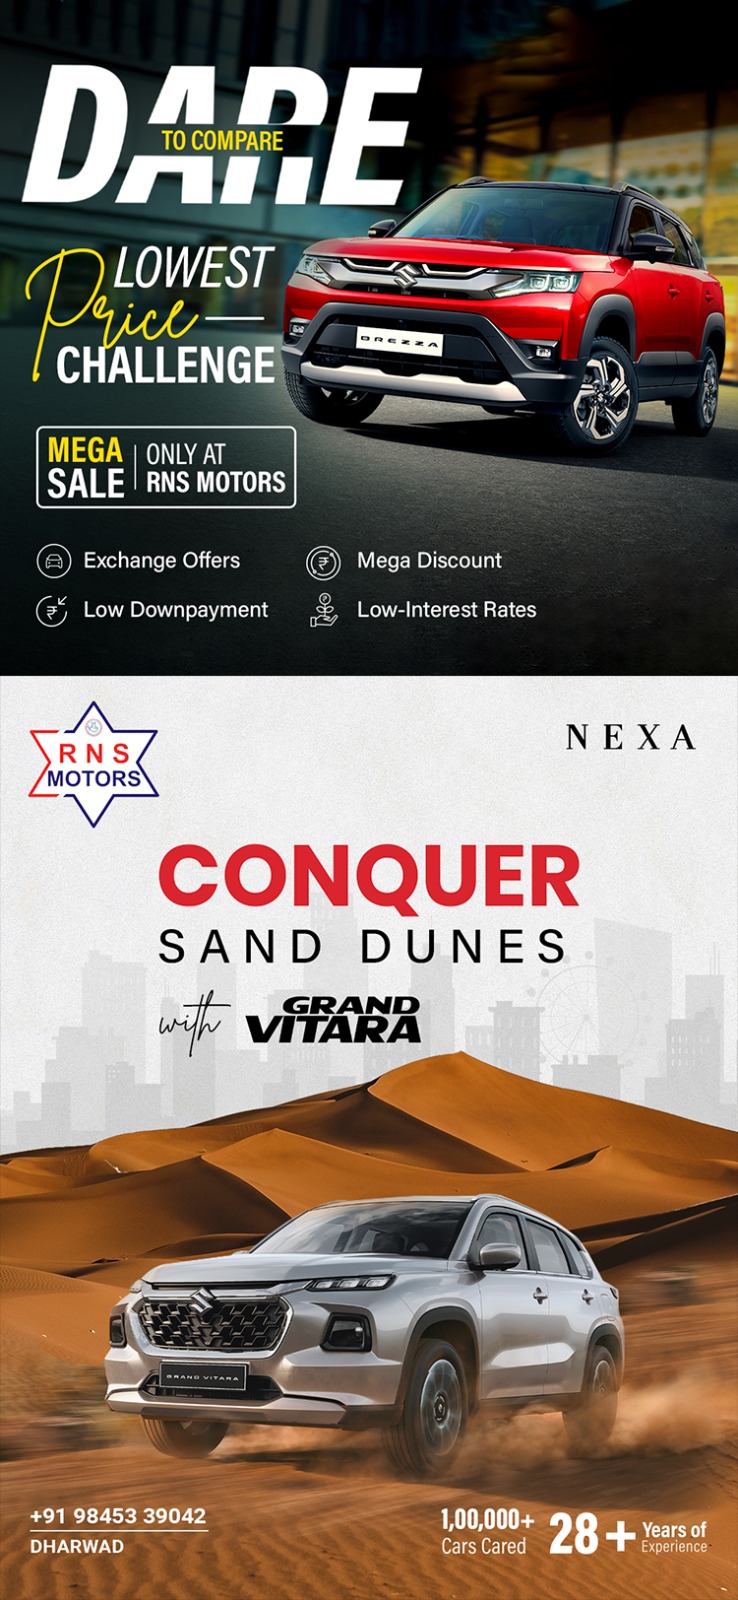 DARE
TO COMPARE
LOWEST
Price
CHALLENGE
BREZZA
MEGA SALE
ONLY AT
RNS MOTORS
Exchange Offers
Mega Discount
Low Downpayment
Low-Interest Rates
RNS
MOTORS
NEXA
CONQUER
SAND DUNES
with GRAND VITARA
GRAND VITARA
+91 98453 39042
DHARWAD
1,00,000+
Cars Cared
28+ Years of
Experience